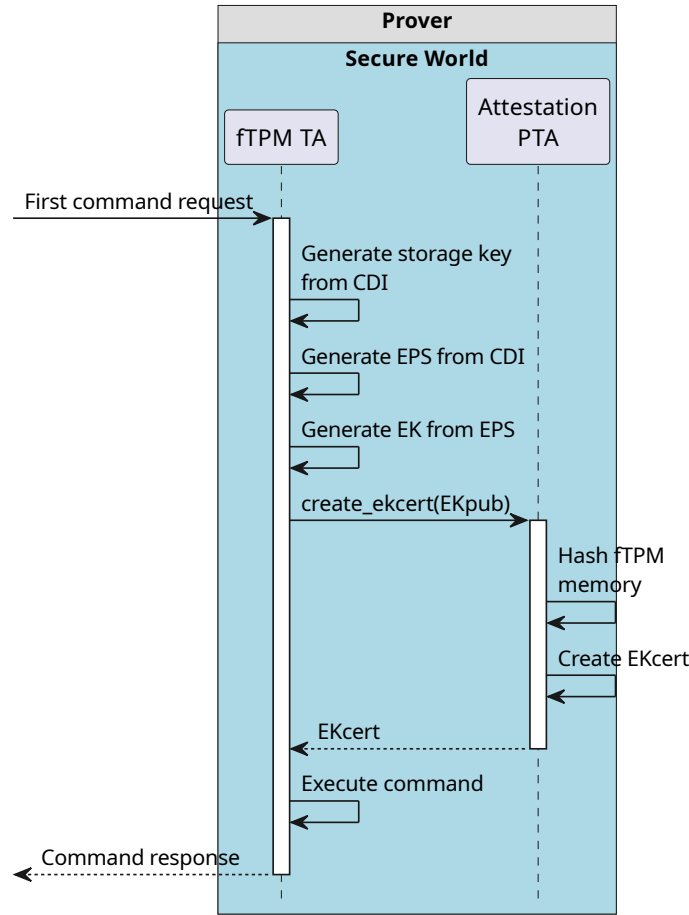 Prover
Secure World
fTPM TA
Attestation
PTA
First command request
Generate storage key
from CDI
Generate EPS from CDI
Generate EK from EPS
create_ekcert(EKpub)
Hash fTPM
memory
Create EKcert
EKcert
Execute command
Command response